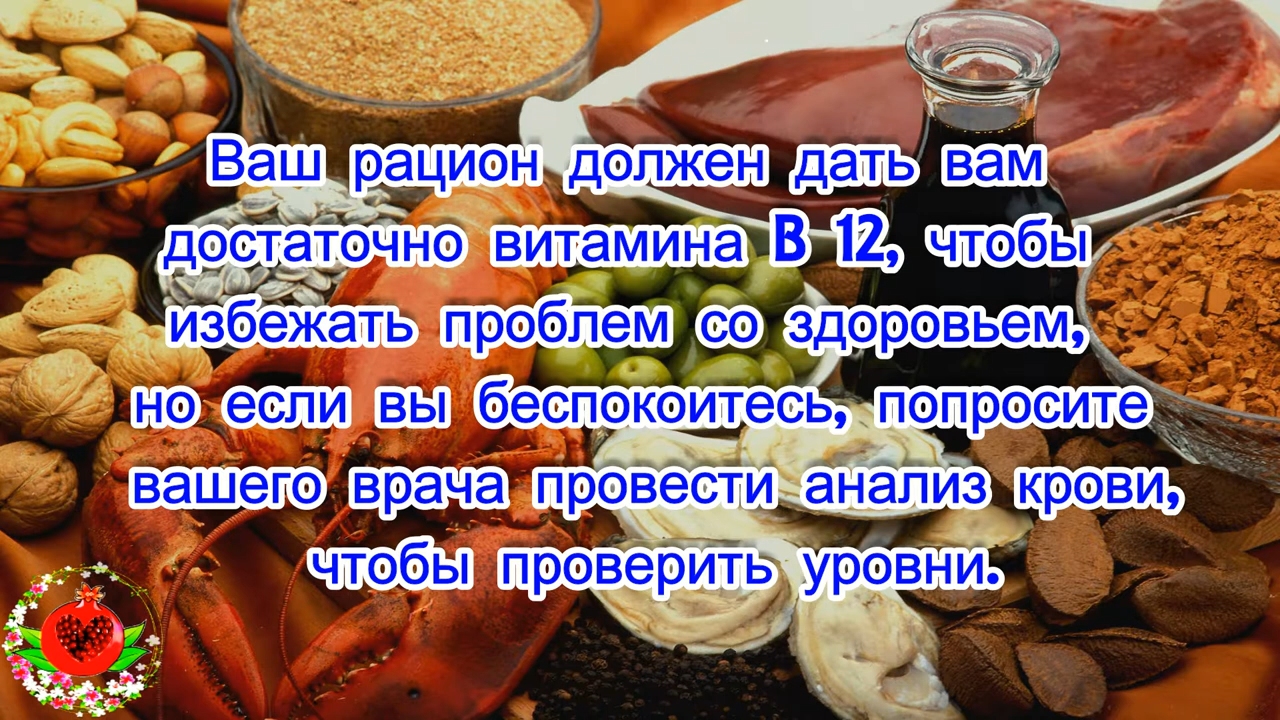 Ваш рацион должен дать вам
достаточно витамина B 12, чтобы
избежать проблем со здоровьем,
но если вы беспокоитесь, попросите
вашего врача провести анализ крови,
чтобы проверить уровни.